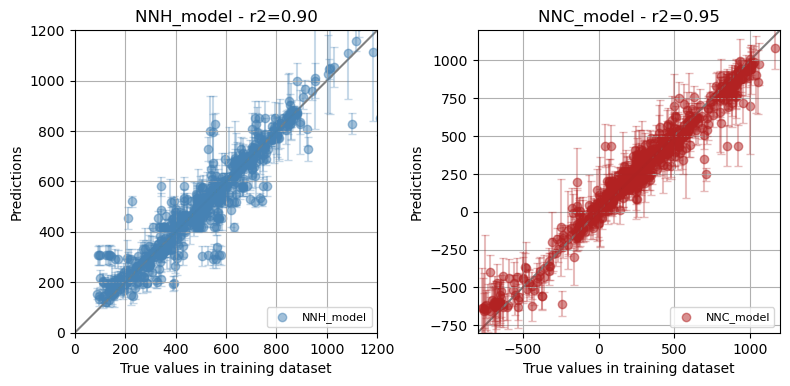 NNH_model - r2=0.90
1200
1000
800
600
400
200
0
0 200 400 600 800 1000 1200
Predictions
True values in training dataset
NNH_model
NNC_model - r2=0.95
1000
750
500
250
0
−250
−500
−750
−500 0 500 1000
Predictions
True values in training dataset
NNC_model